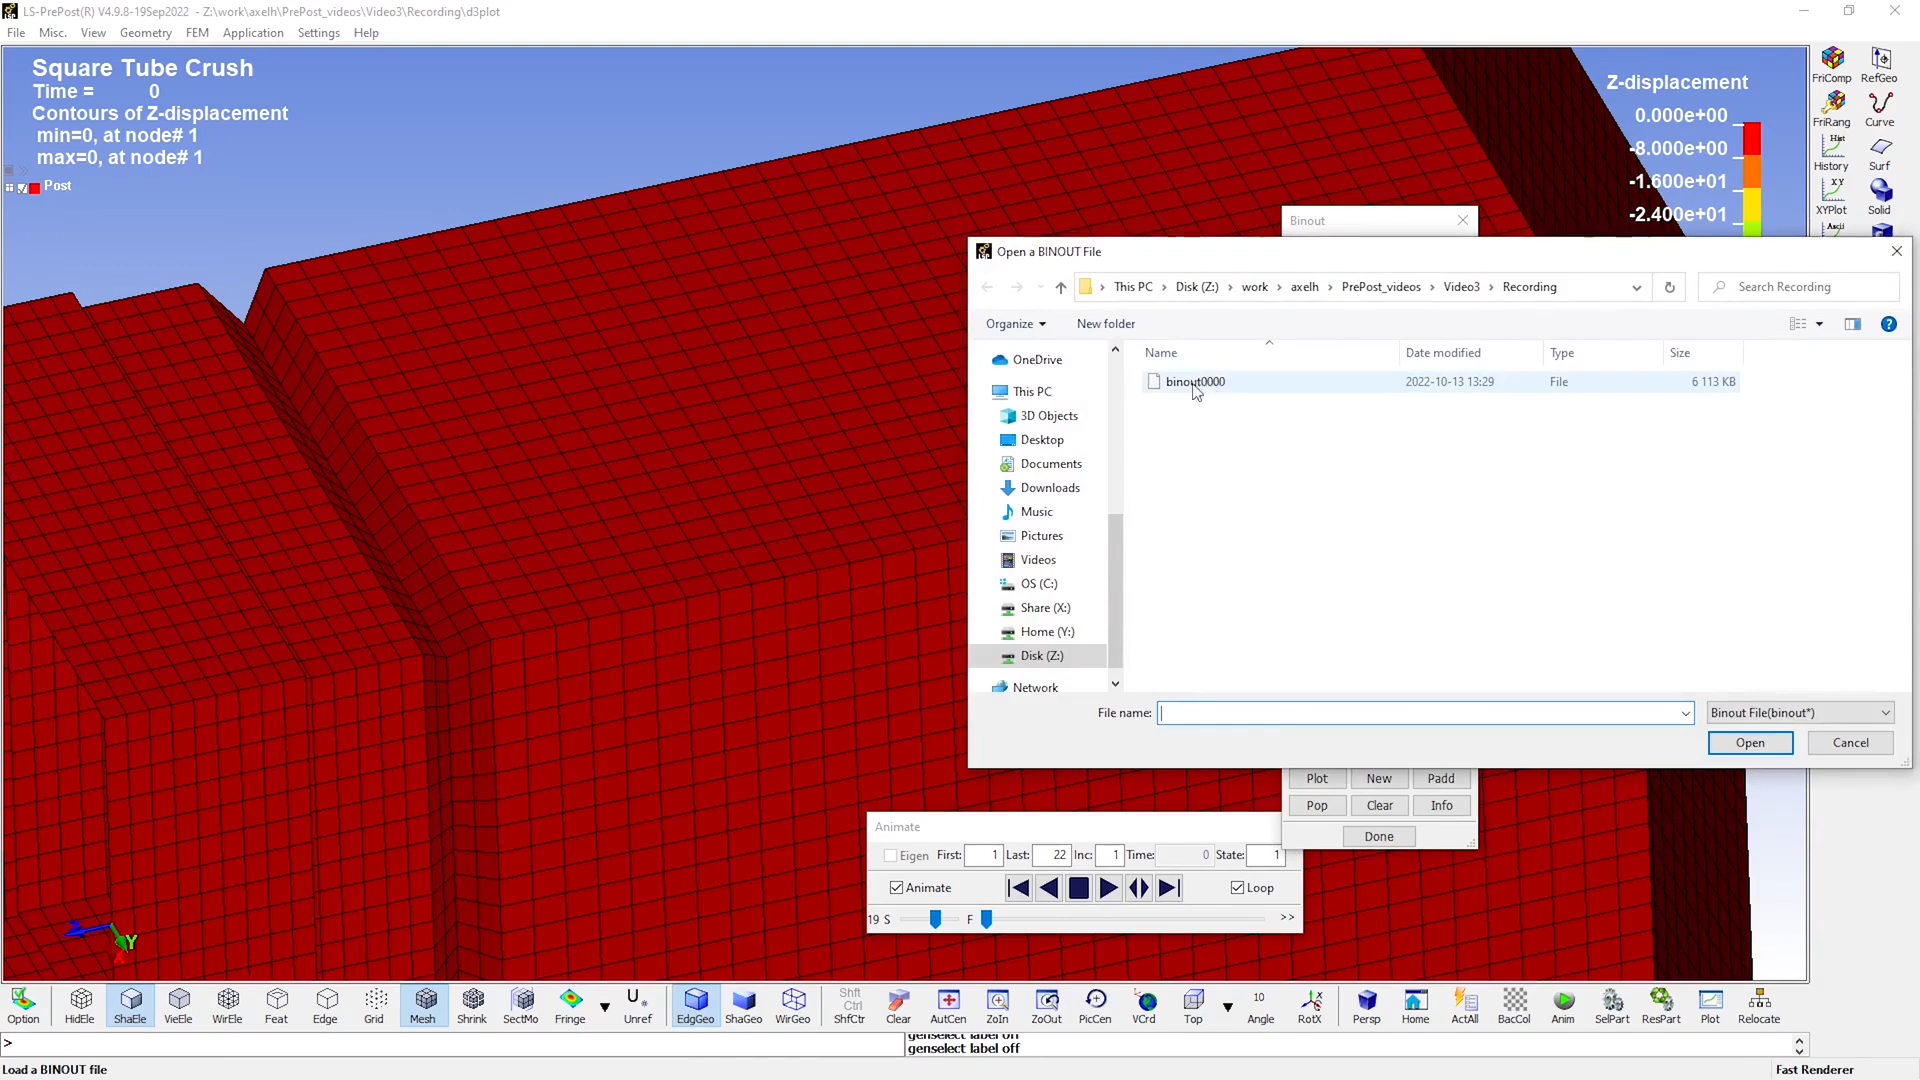 LS-PrePost(R) V4.9.8-19Sep2022 - Z:\work\axelh\PrePost_videos\Video3\Recording\d3plot
File Misc. View Geometry FEM Application Settings Help
Square Tube Crush
Time = 0
Contours of Z-displacement
min=0, at node# 1
max=0, at node# 1
Post
Z-displacement
0.000e+00
-8.000e+00
-1.600e+01
-2.400e+01
FriComp RefGeo
FriRang Curve
Hist
History Surf
X Y
XYPlot Solid
Ascii
Binout
Open a BINOUT File
This PC Disk (Z:) work axelh PrePost_videos Video3 Recording
Search Recording
Organize New folder
Name Date modified Type Size
binout0000 2022-10-13 13:29 File 6 113 KB
OneDrive
This PC
3D Objects
Desktop
Documents
Downloads
Music
Pictures
Videos
OS (C:)
Share (X:)
Home (Y:)
Disk (Z:)
Network
File name: Binout File(binout*)
Open Cancel
Plot New Padd
Pop Clear Info
Done
Animate
Eigen First: 1 Last: 22 Inc: 1 Time: 0 State: 1
Animate Loop
19 S F >>
Z
Y
Shft
Ctrl
10
U
Option HidEle ShaEle VieEle WirEle Feat Edge Grid Mesh Shrink SectMo Fringe Unref EdgGeo ShaGeo WirGeo ShfCtr Clear AutCen ZoIn ZoOut PicCen VCrd Top Angle RotX Persp Home ActAll BacCol Anim SelPart ResPart Plot Relocate
>
genselect label off
genselect label off
Load a BINOUT file
Fast Renderer